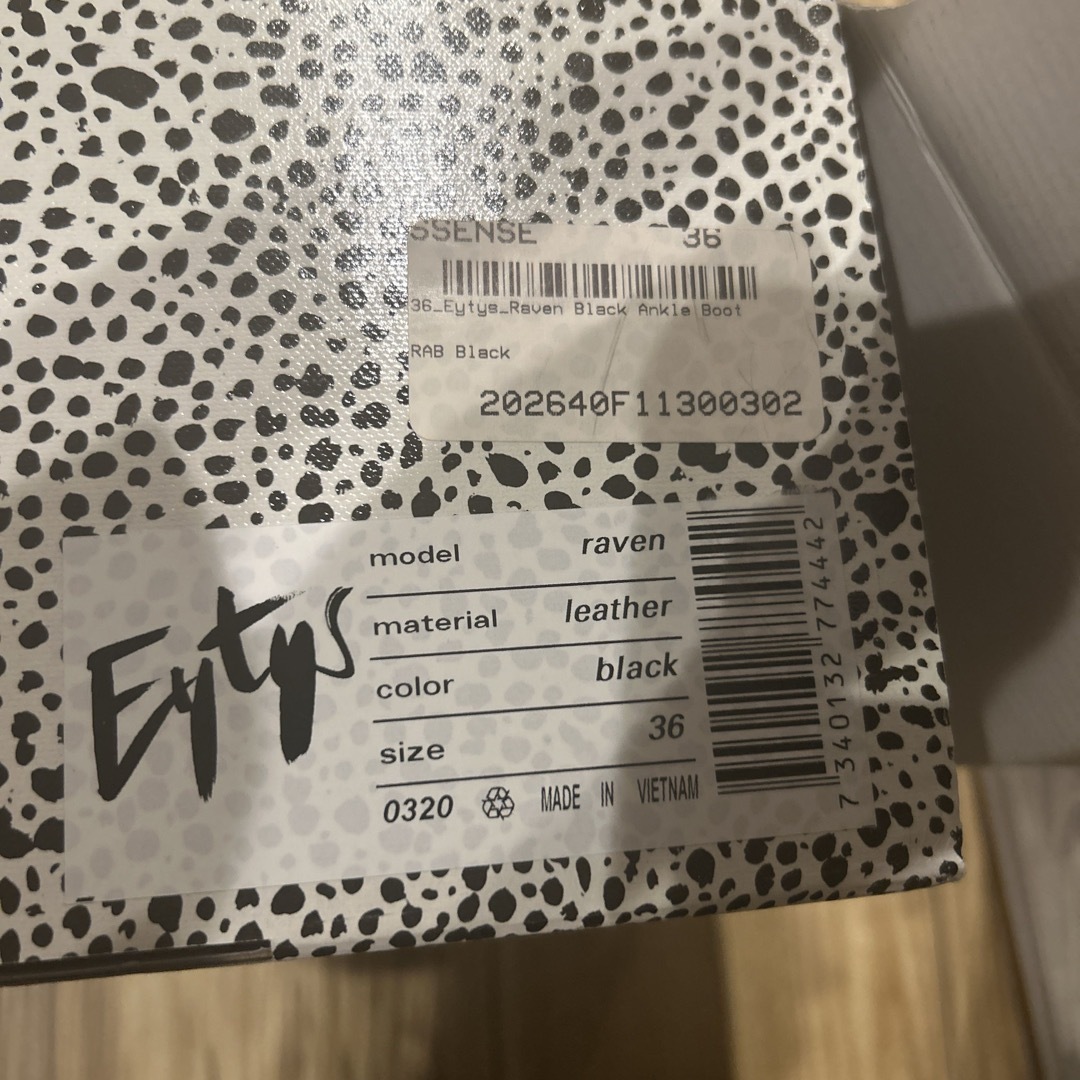 SSENSE 36
36_Eytys_Raven Black Ankle Boot
RAB Black
202640F11300302
Eytys
model raven
material leather
color black
size 36
0320 MADE IN VIETNAM
7 340132 774442